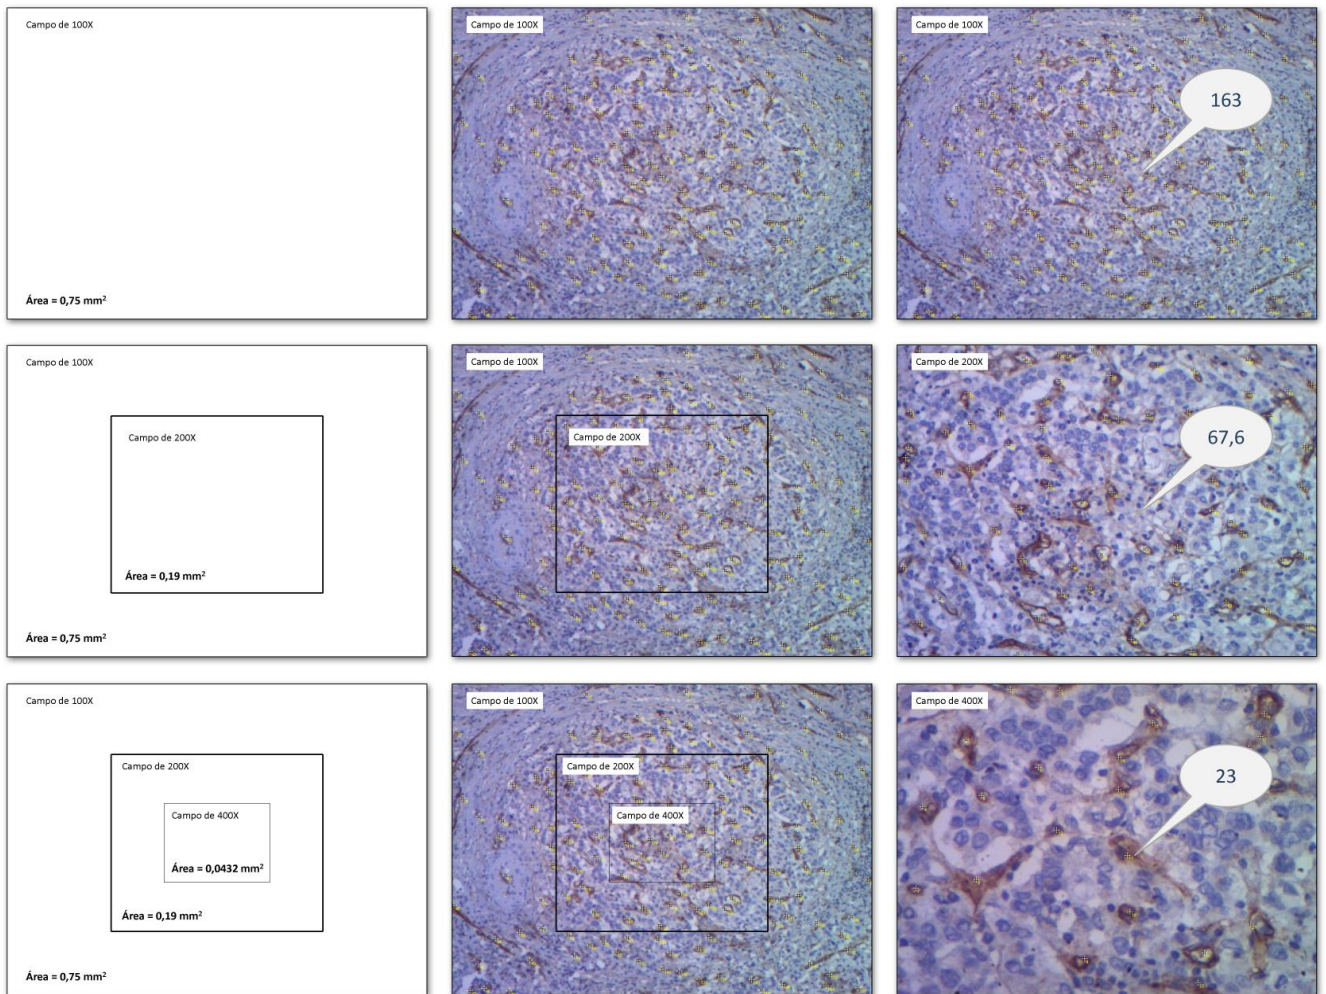 Campo de 100X
Área = 0,75 mm²
Campo de 100X
Campo de 100X
163
Campo de 100X
Campo de 200X
Área = 0,19 mm²
Área = 0,75 mm²
Campo de 100X
Campo de 200X
Campo de 200X
67,6
Campo de 100X
Campo de 200X
Campo de 400X
Área = 0,0432 mm²
Área = 0,19 mm²
Área = 0,75 mm²
Campo de 100X
Campo de 200X
Campo de 400X
Campo de 400X
23